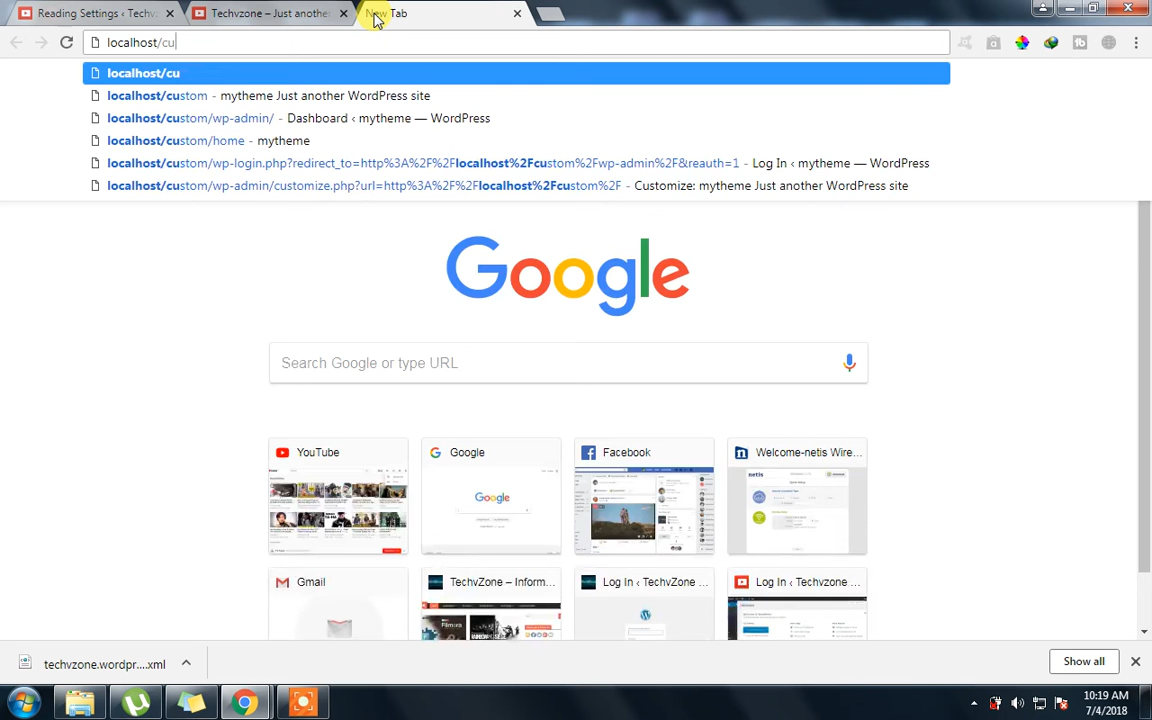 Reading Settings ‹ Techv
Techvzone – Just another
New Tab
localhost/cu
localhost/cu
localhost/custom - mytheme Just another WordPress site
localhost/custom/wp-admin/ - Dashboard ‹ mytheme — WordPress
localhost/custom/home - mytheme
localhost/custom/wp-login.php?redirect_to=http%3A%2F%2Flocalhost%2Fcustom%2Fwp-admin%2F&reauth=1 - Log In ‹ mytheme — WordPress
localhost/custom/wp-admin/customize.php?url=http%3A%2F%2Flocalhost%2Fcustom%2F - Customize: mytheme Just another WordPress site
Google
Search Google or type URL
YouTube
Google
Facebook
Welcome-netis Wire...
Google
netis
Gmail
TechvZone – Inform...
Log In ‹ TechvZone ...
Log In ‹ Techvzone ...
techvzone.wordpr....xml
Show all
10:19 AM
7/4/2018